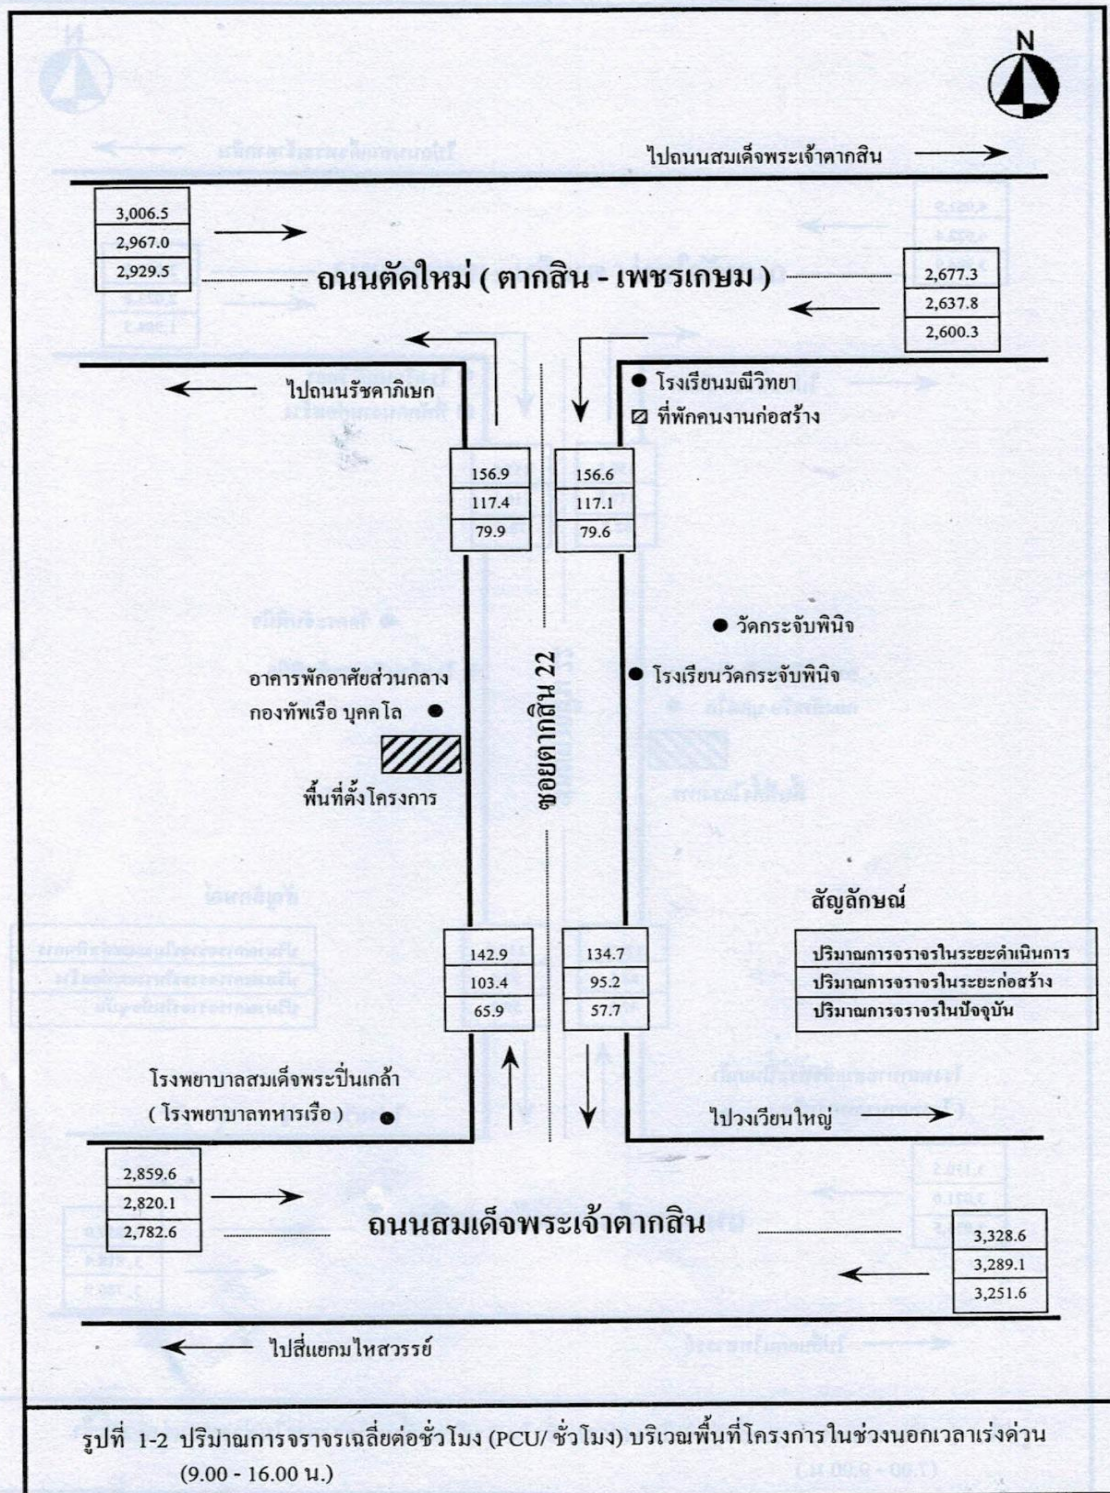 N
ไปถนนสมเด็จพระเจ้าตากสิน
3,006.5
2,967.0
2,929.5
ถนนตัดใหม่ ( ตากสิน - เพชรเกษม )
2,677.3
2,637.8
2,600.3
ไปถนนรัชดาภิเษก
โรงเรียนมณีวิทยา
ที่พักคนงานก่อสร้าง
156.9
117.4
79.9
156.6
117.1
79.6
วัดกระจับพินิจ
โรงเรียนวัดกระจับพินิจ
อาคารพักอาศัยส่วนกลาง
กองทัพเรือ บุคคโล
พื้นที่ตั้งโครงการ
ซอยตากสิน 22
สัญลักษณ์
ปริมาณการจราจรในระยะดำเนินการ
ปริมาณการจราจรในระยะก่อสร้าง
ปริมาณการจราจรในปัจจุบัน
142.9
103.4
65.9
134.7
95.2
57.7
โรงพยาบาลสมเด็จพระปิ่นเกล้า
( โรงพยาบาลทหารเรือ )
ไปวงเวียนใหญ่
2,859.6
2,820.1
2,782.6
ถนนสมเด็จพระเจ้าตากสิน
3,328.6
3,289.1
3,251.6
ไปสี่แยกมไหสวรรย์
รูปที่ 1-2 ปริมาณการจราจรเฉลี่ยต่อชั่วโมง (PCU/ ชั่วโมง) บริเวณพื้นที่โครงการในช่วงนอกเวลาเร่งด่วน
(9.00 - 16.00 น.)